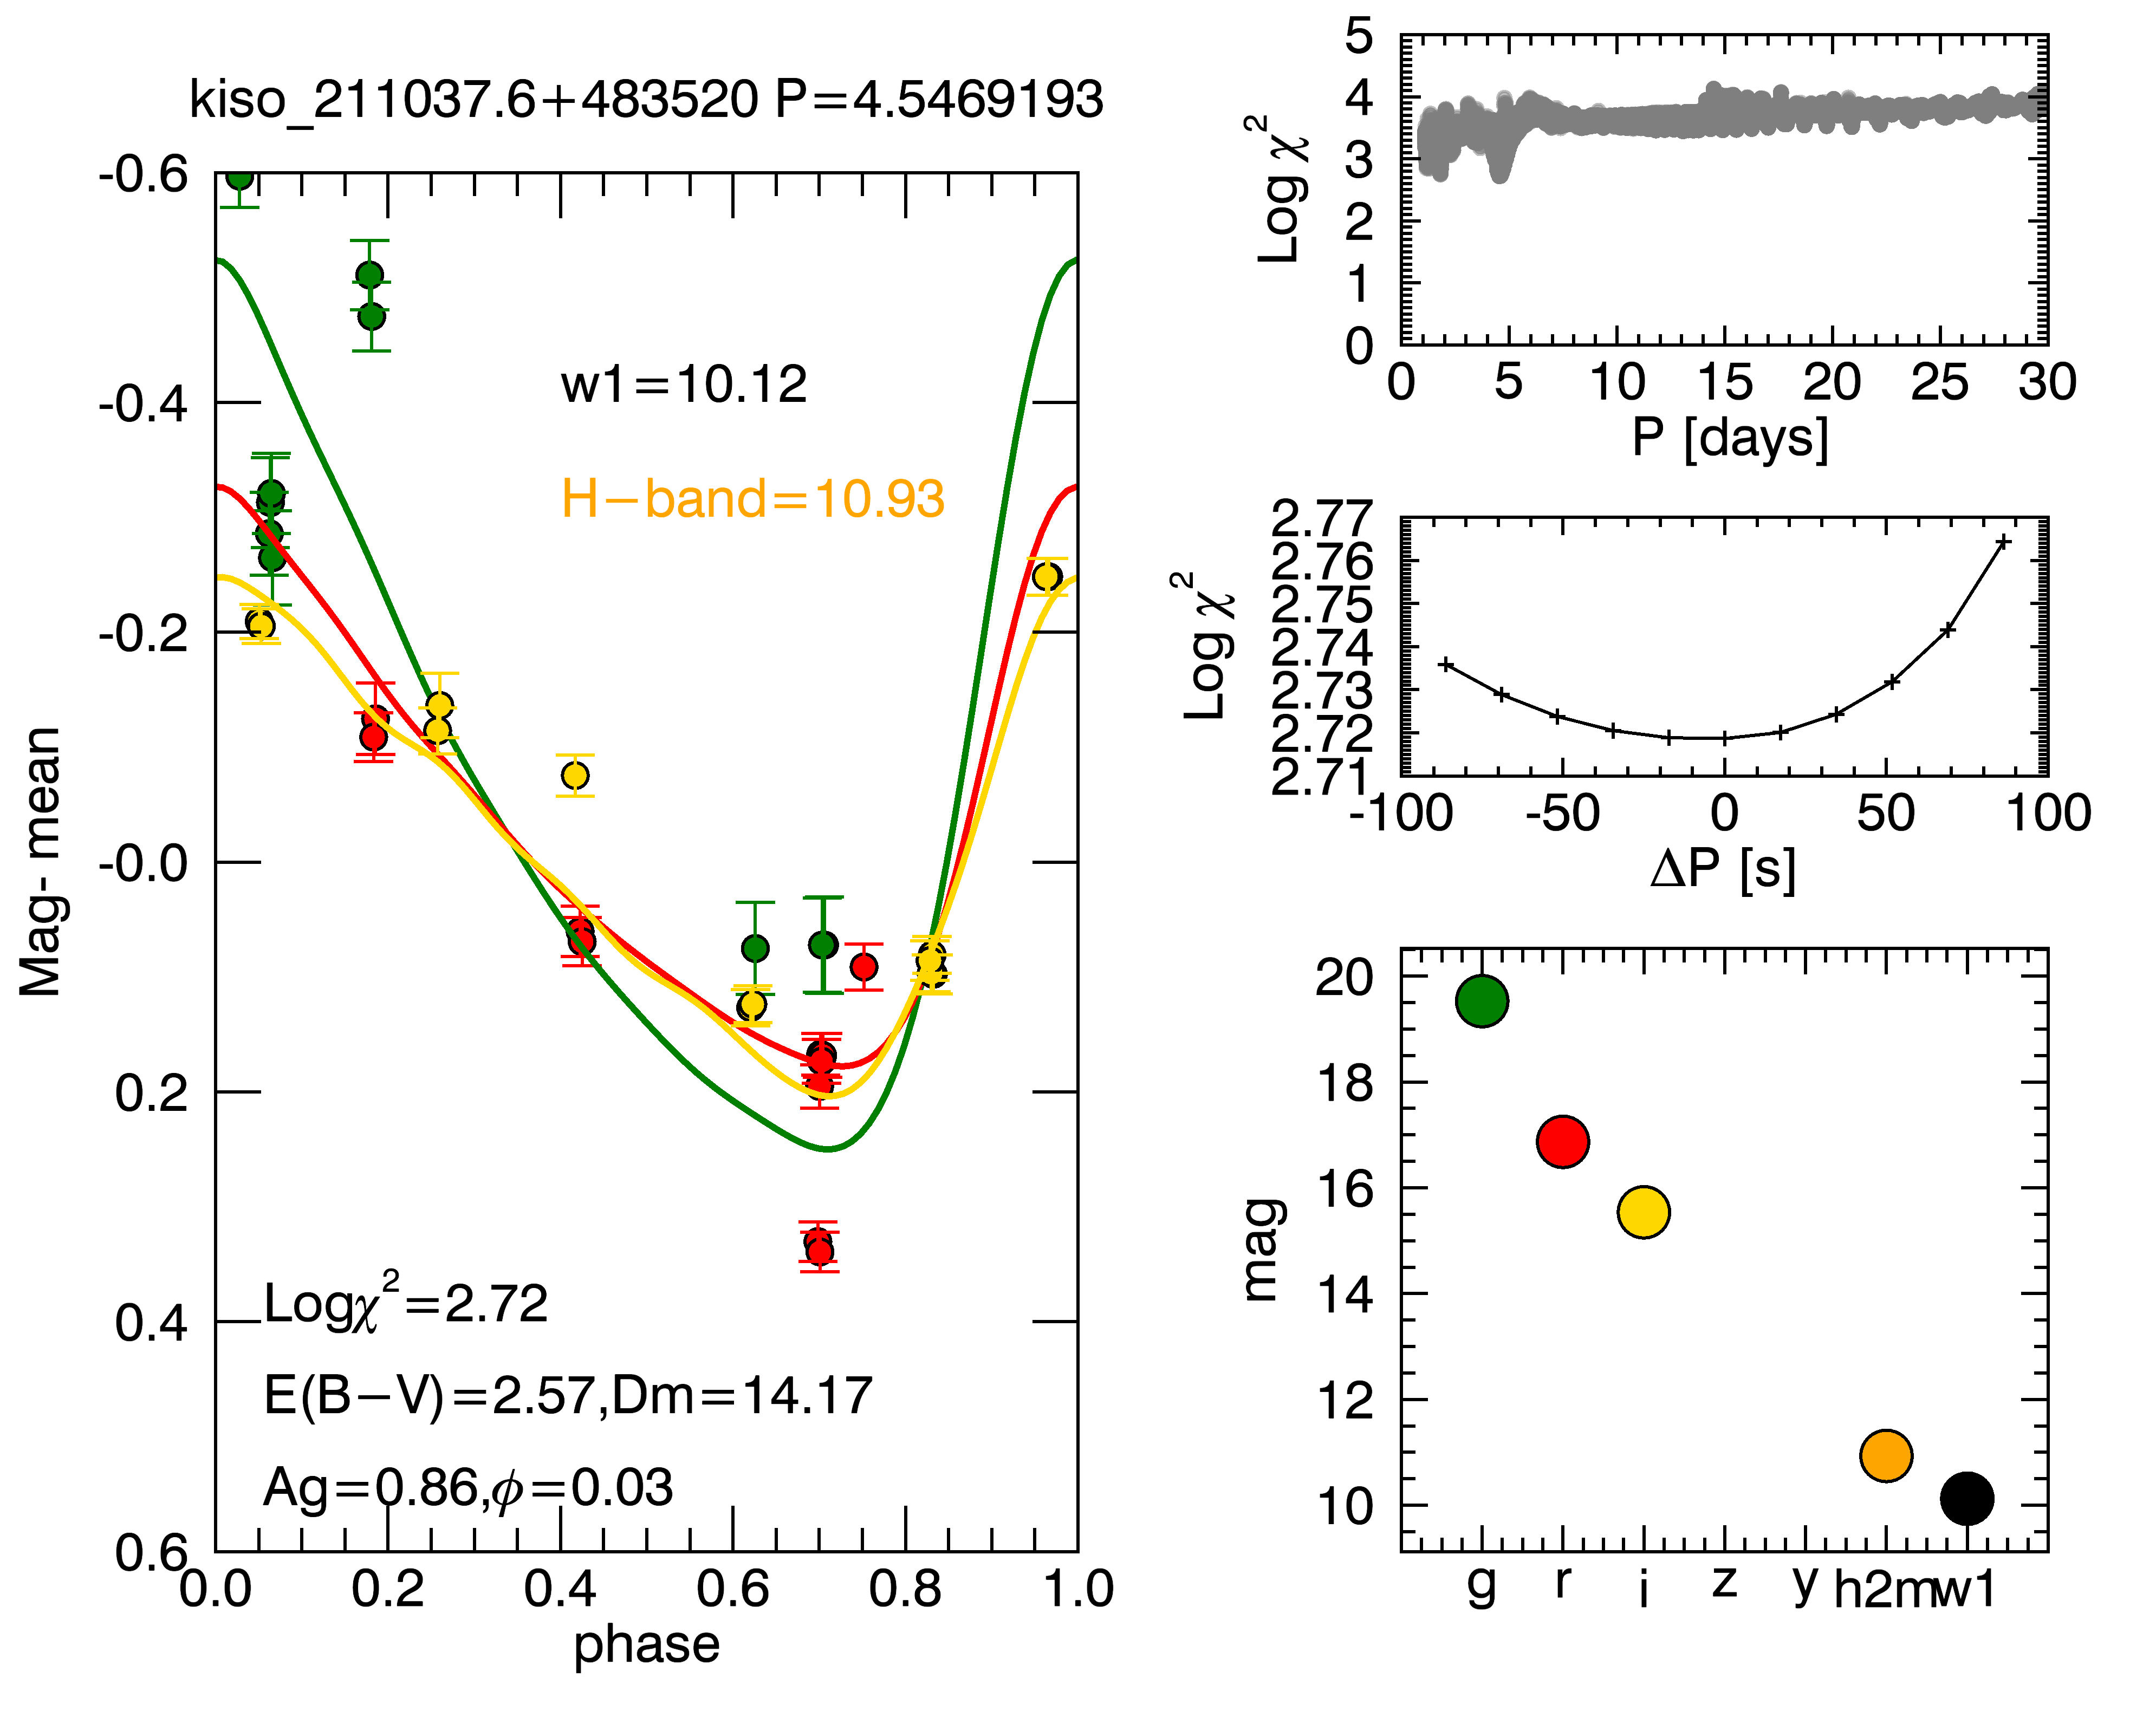 kiso_211037.6+483520 P=4.5469193
-0.6
-0.4
-0.2
-0.0
0.2
0.4
0.6
Mag- mean
w1=10.12
H−band=10.93
Logχ²=2.72
E(B−V)=2.57,Dm=14.17
Ag=0.86,ϕ=0.03
0.0 0.2 0.4 0.6 0.8 1.0
phase
5
4
3
2
1
0
Log χ²
0 5 10 15 20 25 30
P [days]
2.77
2.76
2.75
2.74
2.73
2.72
2.71
Log χ²
-100 -50 0 50 100
ΔP [s]
20
18
16
14
12
10
mag
g r i z y h2mw1